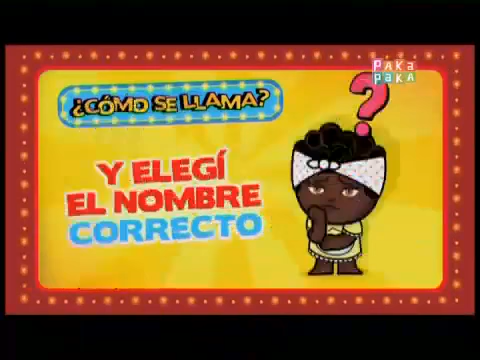 PAKA
PAKA
¿CÓMO SE LLAMA?
?
Y ELEGÍ
EL NOMBRE
CORRECTO